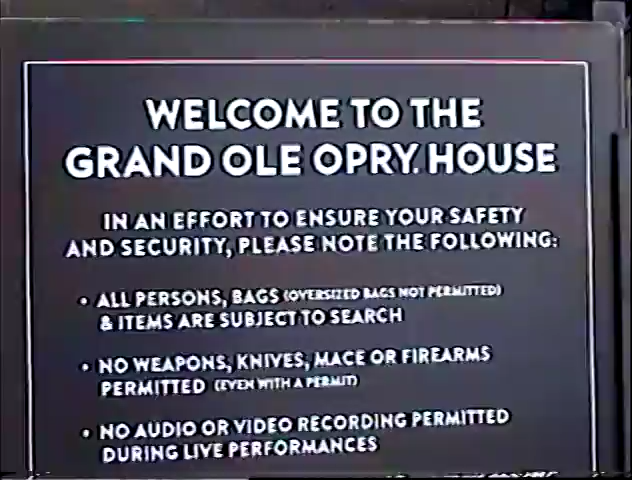 WELCOME TO THE
GRAND OLE OPRY® HOUSE
IN AN EFFORT TO ENSURE YOUR SAFETY
AND SECURITY, PLEASE NOTE THE FOLLOWING:
• ALL PERSONS, BAGS (OVERSIZED BAGS NOT PERMITTED)
& ITEMS ARE SUBJECT TO SEARCH
• NO WEAPONS, KNIVES, MACE OR FIREARMS
PERMITTED (EVEN WITH A PERMIT)
• NO AUDIO OR VIDEO RECORDING PERMITTED
DURING LIVE PERFORMANCES